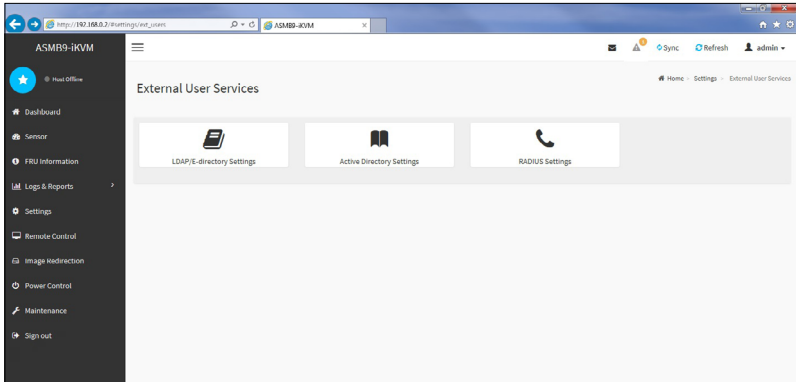 http://192.168.0.2/#settings/ext_users
ASMB9-iKVM
ASMB9-iKVM
Sync
Refresh
admin
Host Offline
Home > Settings > External User Services
External User Services
Dashboard
Sensor
FRU Information
Logs & Reports
Settings
Remote Control
Image Redirection
Power Control
Maintenance
Sign out
LDAP/E-directory Settings
Active Directory Settings
RADIUS Settings